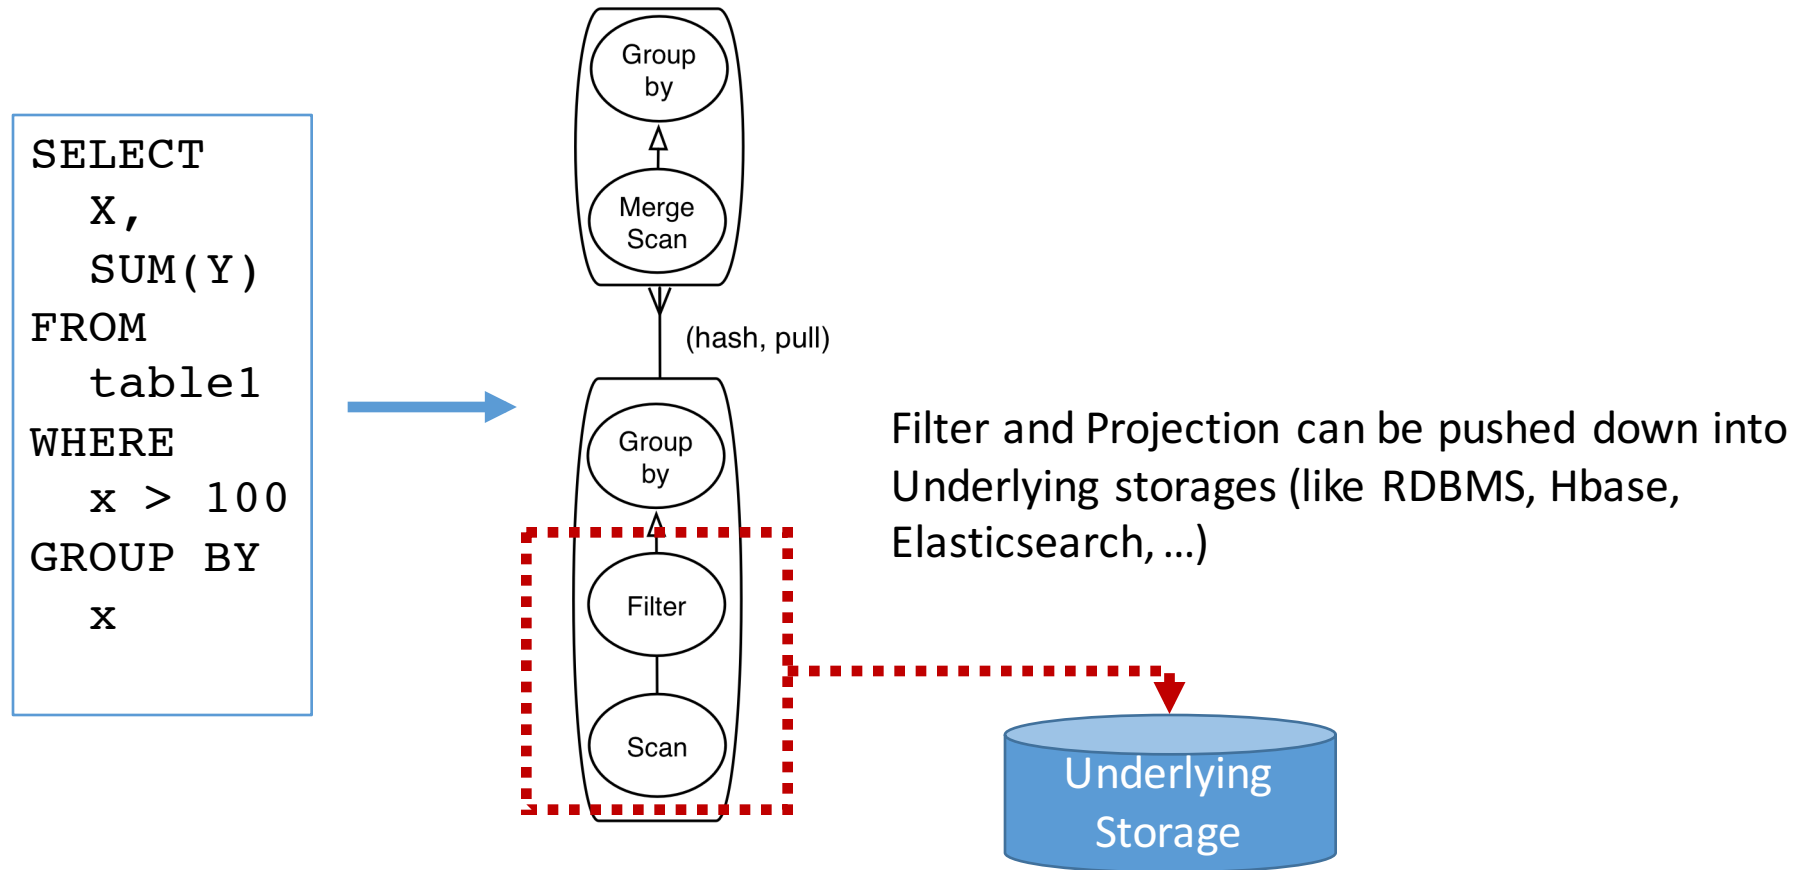 SELECT
X,
SUM(Y)
FROM
table1
WHERE
x > 100
GROUP BY
x
Group
by
Merge
Scan
(hash, pull)
Group
by
Filter
Scan
Filter and Projection can be pushed down into
Underlying storages (like RDBMS, Hbase,
Elasticsearch, ...)
Underlying
Storage